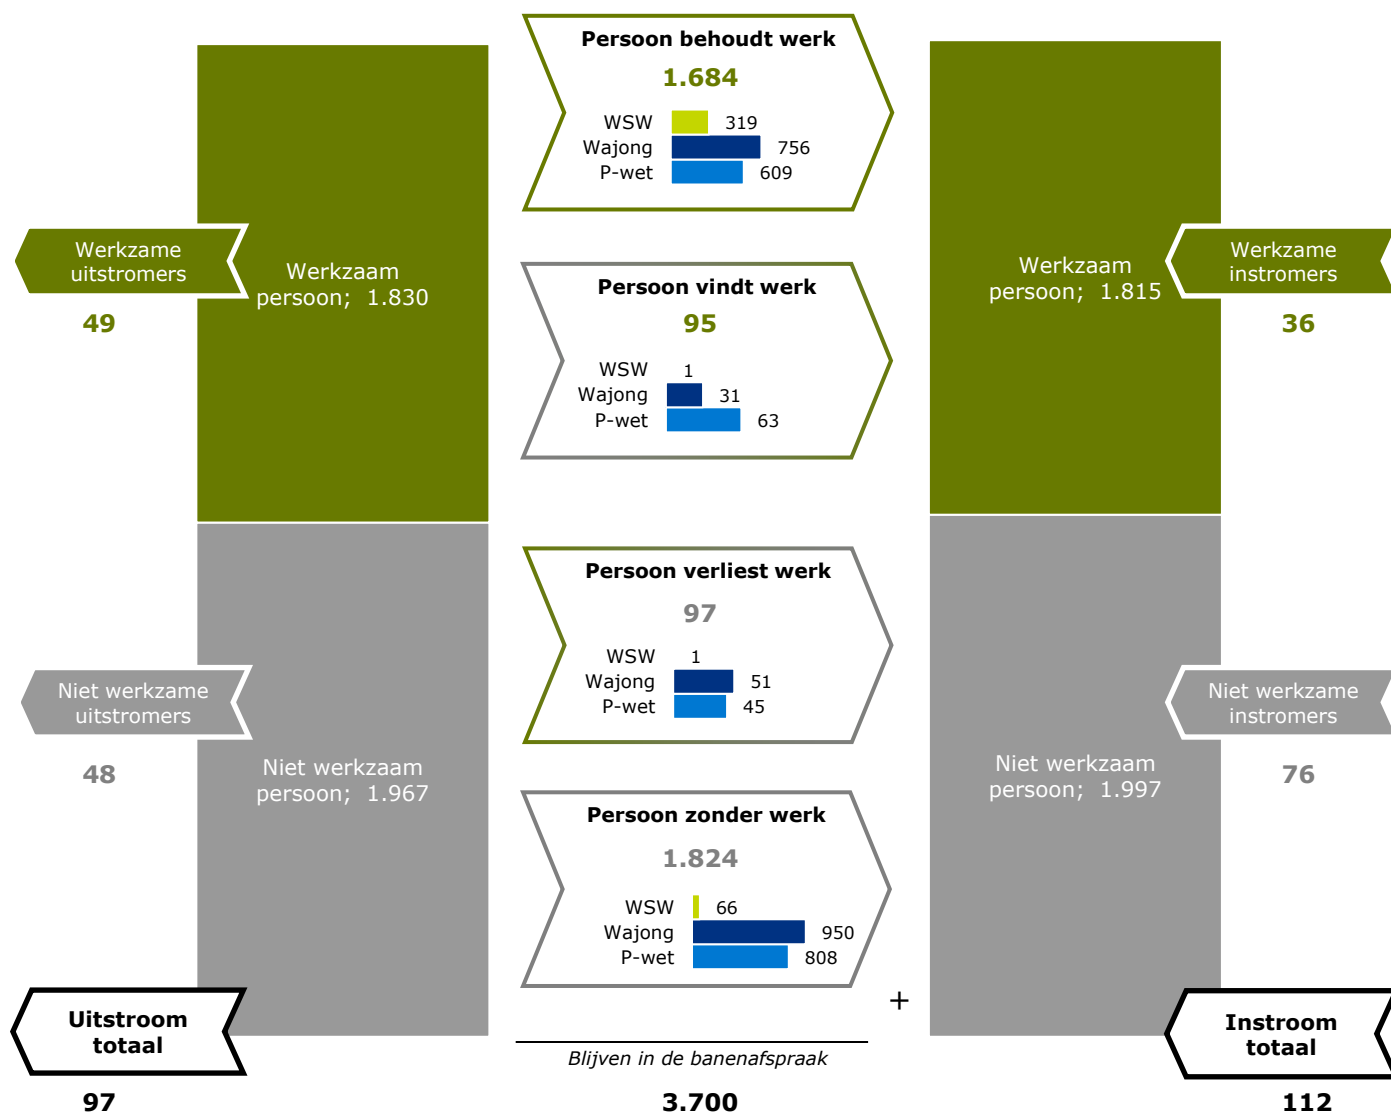 Persoon behoudt werk
1.684
WSW 319
Wajong 756
P-wet 609
Werkzame
uitstromers
49
Werkzaam
persoon; 1.830
Persoon vindt werk
95
WSW 1
Wajong 31
P-wet 63
Werkzaam
persoon; 1.815
Werkzame
instromers
36
Persoon verliest werk
97
WSW 1
Wajong 51
P-wet 45
Niet werkzame
uitstromers
48
Niet werkzaam
persoon; 1.967
Persoon zonder werk
1.824
WSW 66
Wajong 950
P-wet 808
Niet werkzaam
persoon; 1.997
Niet werkzame
instromers
76
+
Uitstroom
totaal
97
Blijven in de banenafspraak
3.700
Instroom
totaal
112